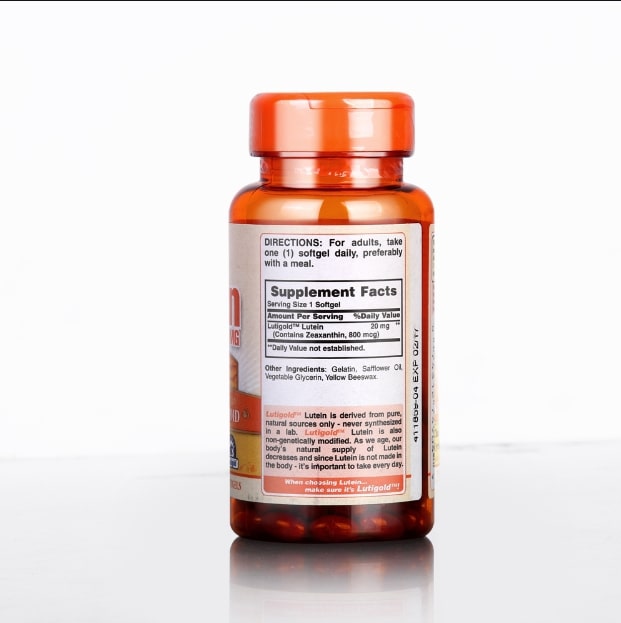 DIRECTIONS: For adults, take
one (1) softgel daily, preferably
with a meal.
Supplement Facts
Serving Size 1 Softgel
Amount Per Serving %Daily Value
Lutigold™ Lutein 20 mg **
(Contains Zeaxanthin, 800 mcg)
**Daily Value not established.
Other Ingredients: Gelatin, Safflower Oil,
Vegetable Glycerin, Yellow Beeswax.
Lutigold™ Lutein is derived from pure,
natural sources only - never synthesized
in a lab. Lutigold™ Lutein is also
non-genetically modified. As we age, our
body's natural supply of Lutein
decreases and since Lutein is not made in
the body - it's important to take every day.
When choosing Lutein...
make sure it's Lutigold™!
411809-04 EXP 02/17